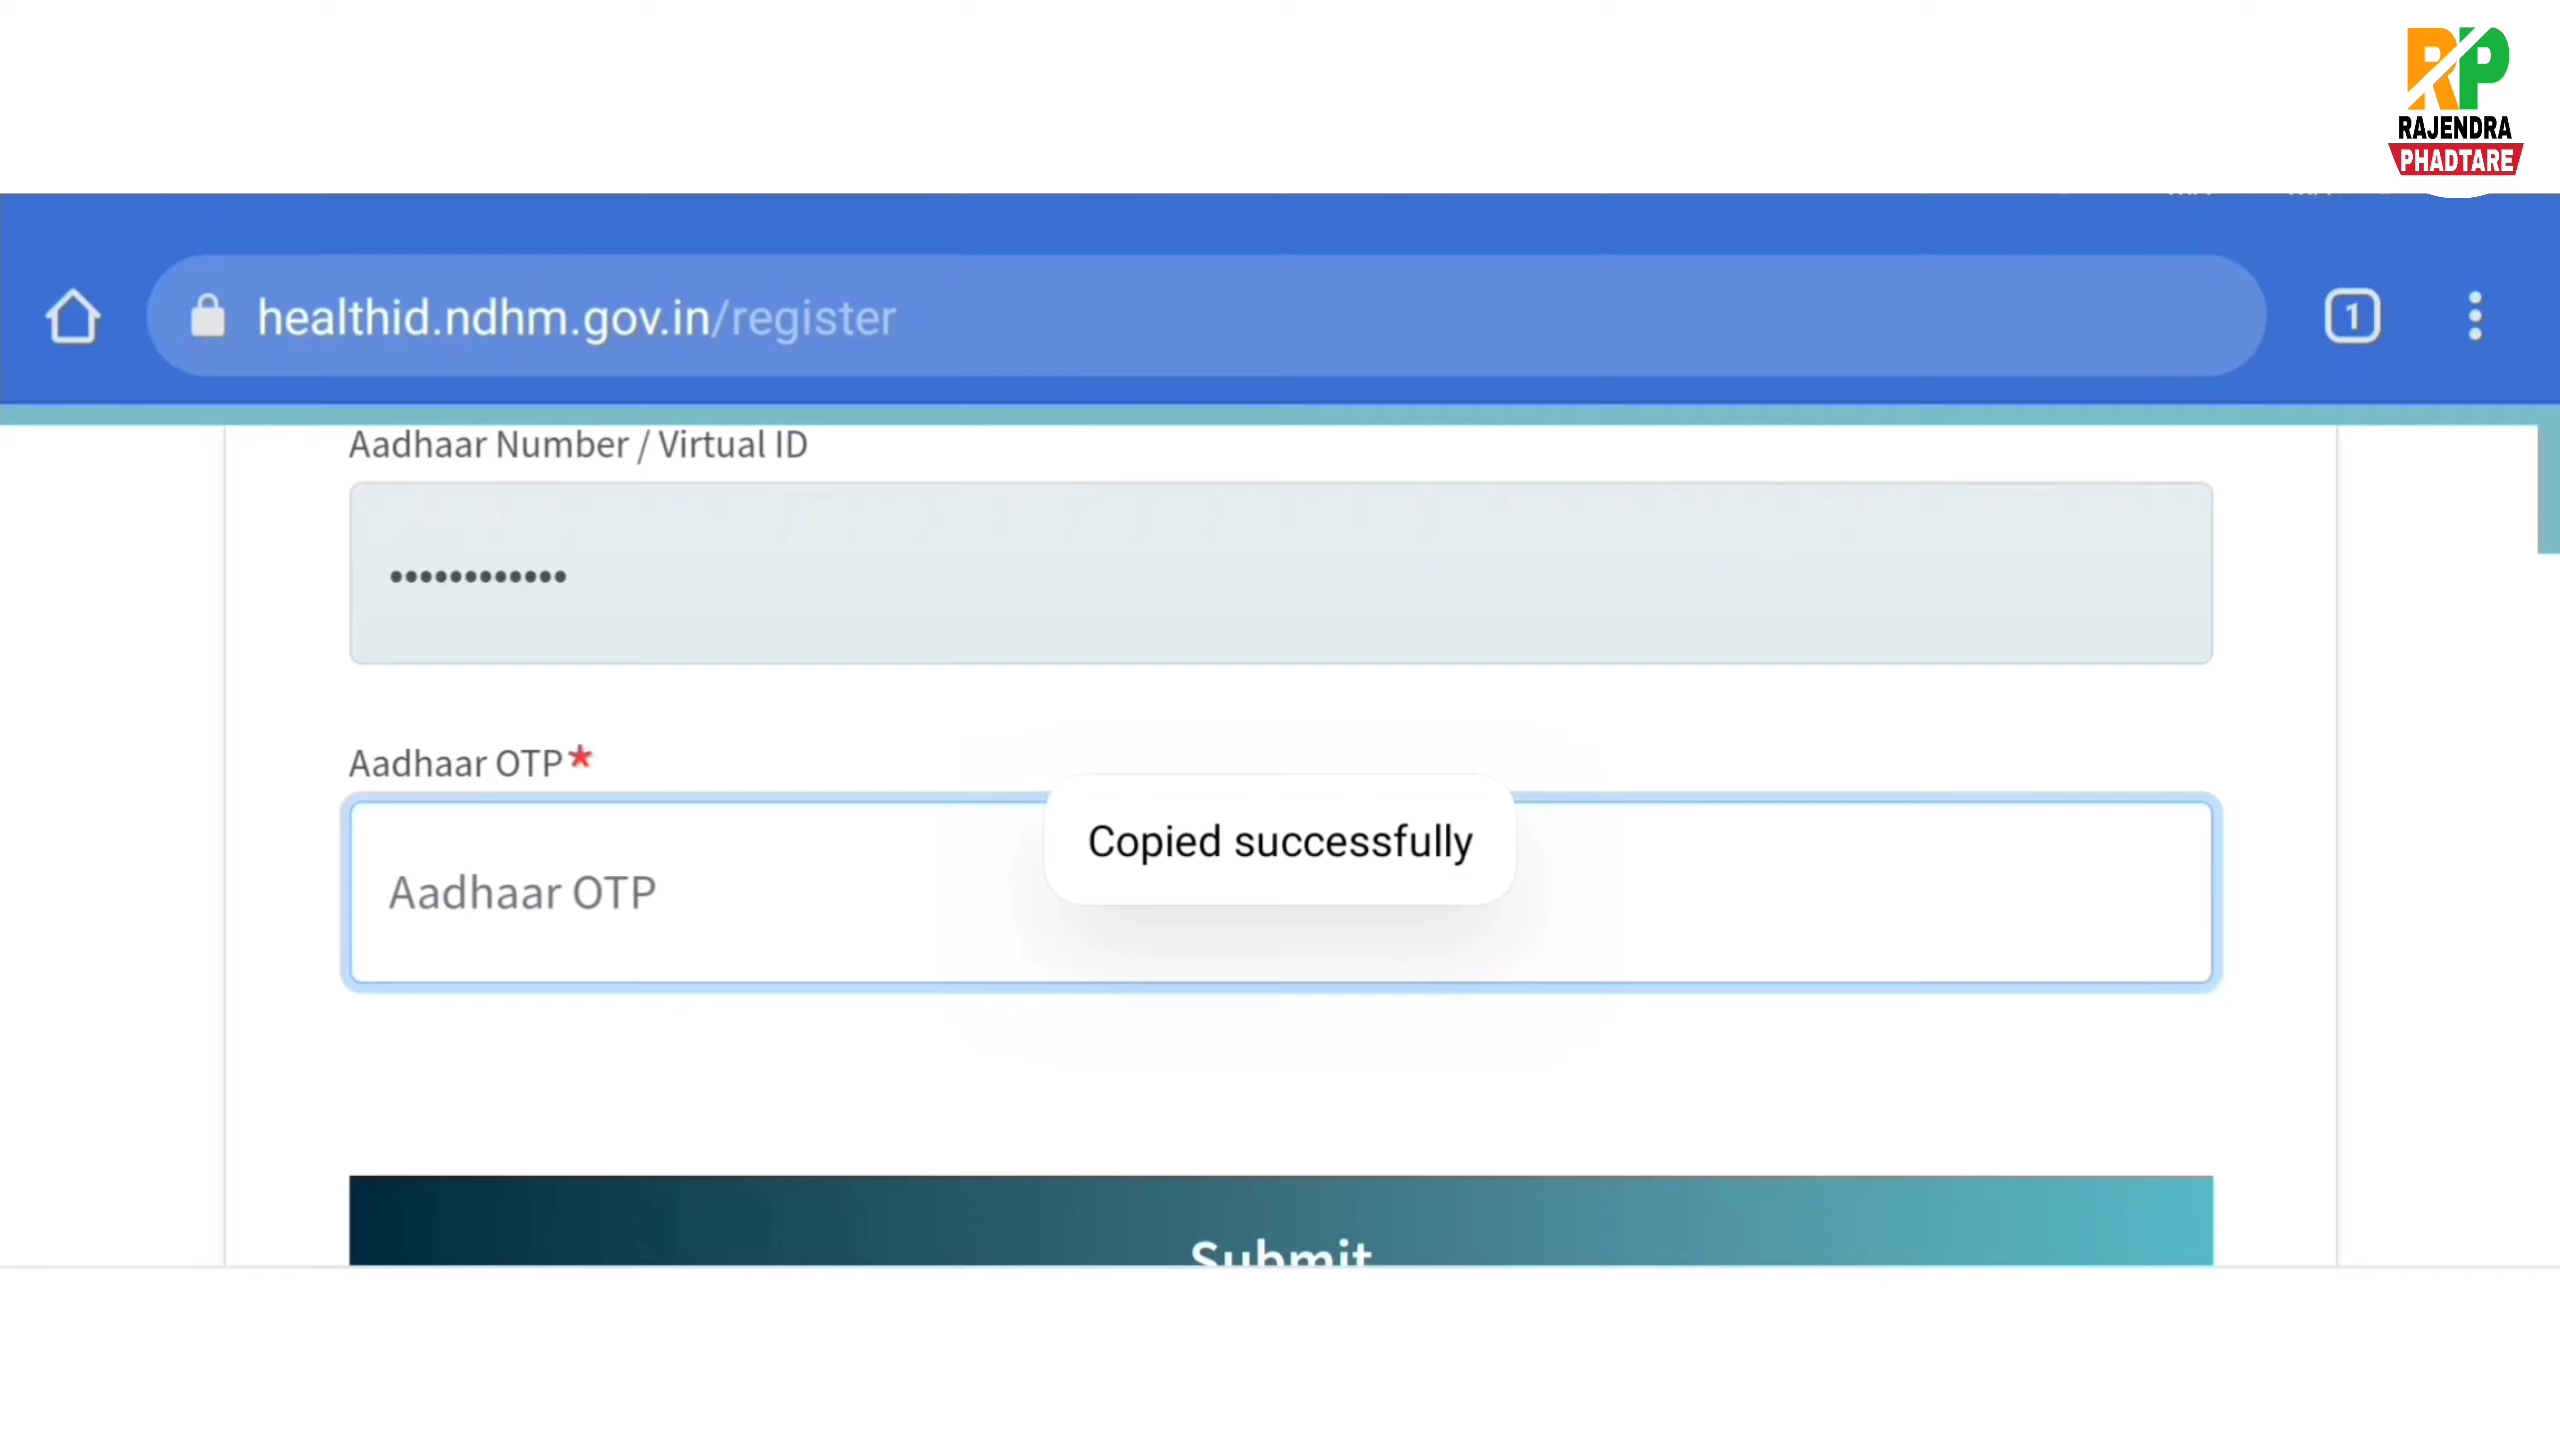 RP
RAJENDRA
PHADTARE
healthid.ndhm.gov.in/register
1
Aadhaar Number / Virtual ID
••••••••••••
Aadhaar OTP*
Copied successfully
Aadhaar OTP
Submit